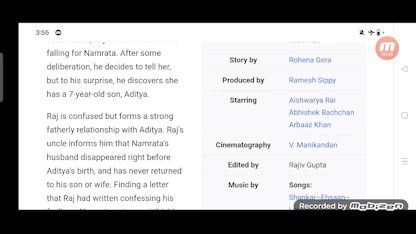 3:55
falling for Namrata. After some
deliberation, he decides to tell her,
but to his surprise, he discovers she
has a 7-year-old son, Aditya.
Raj is confused but forms a strong
fatherly relationship with Aditya. Raj's
uncle informs him that Namrata's
husband disappeared right before
Aditya's birth, and has never returned
to his son or wife. Finding a letter
that Raj had written confessing his
Story by Rohena Gera
Produced by Ramesh Sippy
Starring Aishwarya Rai
Abhishek Bachchan
Arbaaz Khan
Cinematography V. Manikandan
Edited by Rajiv Gupta
Music by Songs:
Shankar–Ehsaan–
Recorded by Mobizen